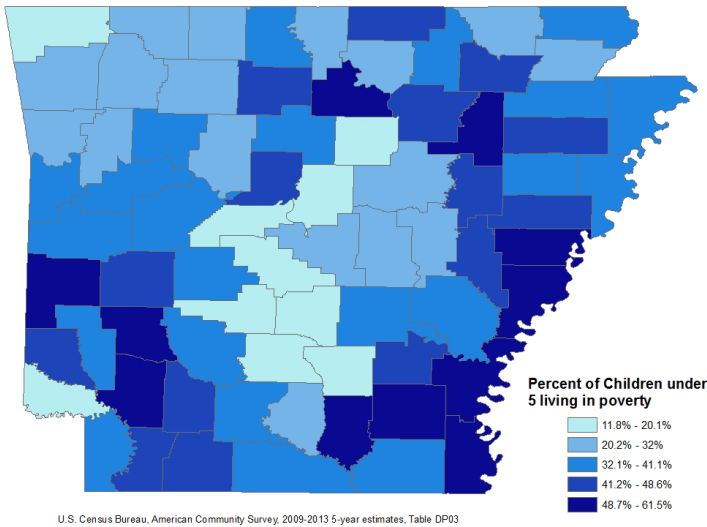 Percent of Children under
5 living in poverty
11.8% - 20.1%
20.2% - 32%
32.1% - 41.1%
41.2% - 48.6%
48.7% - 61.5%
U.S. Census Bureau, American Community Survey, 2009-2013 5-year estimates, Table DP03